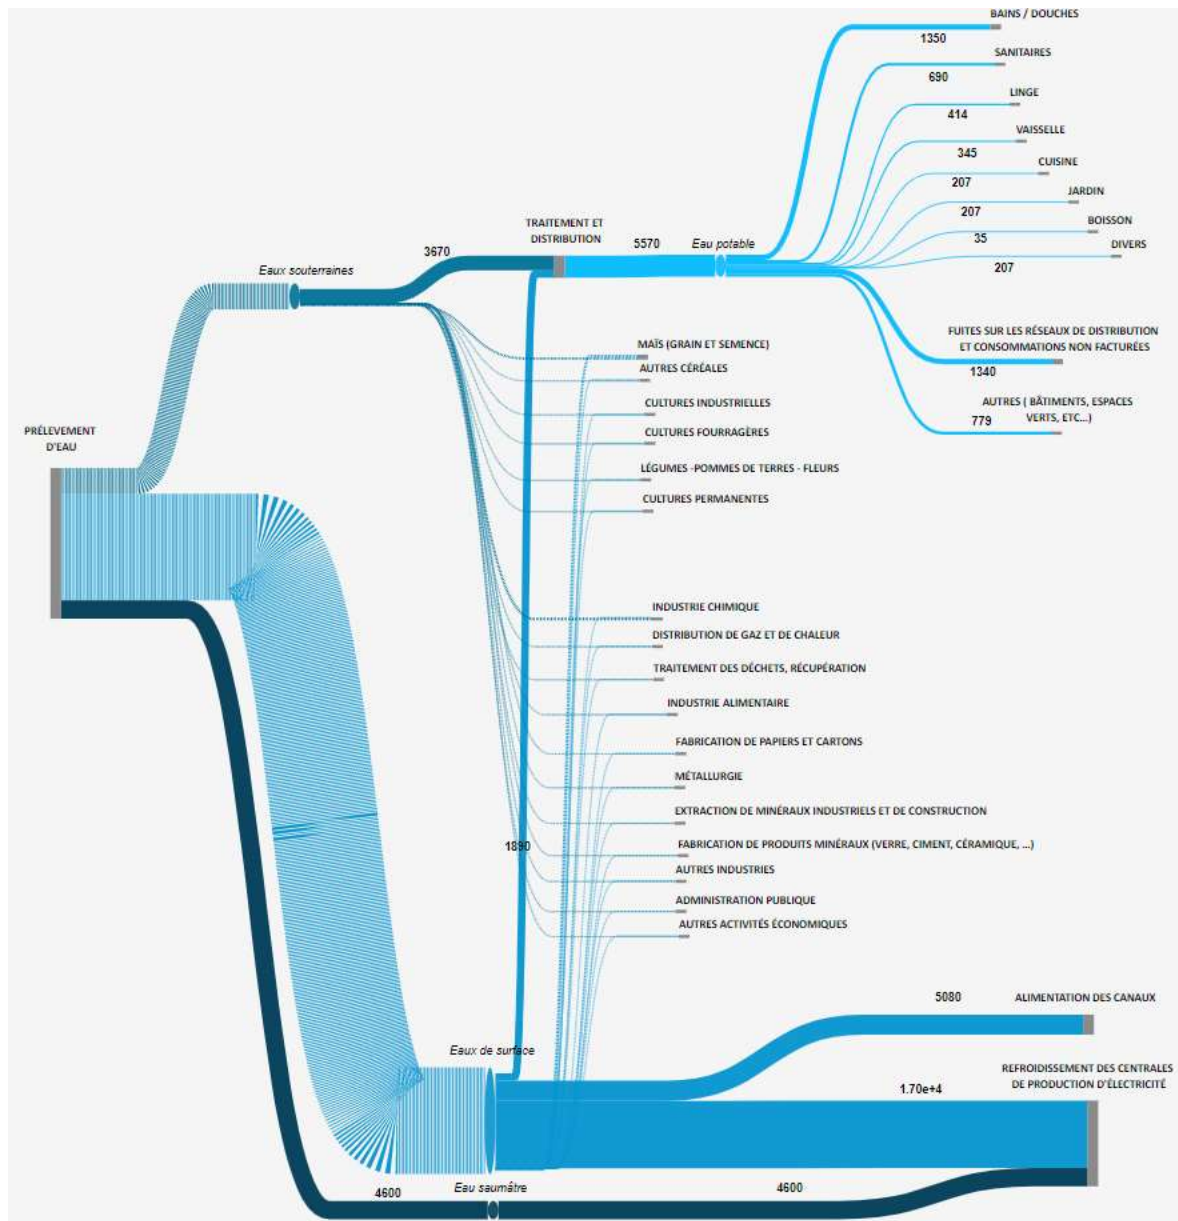 BAINS / DOUCHES
1350
SANITAIRES
690
LINGE
414
VAISSELLE
345
CUISINE
207
JARDIN
207
BOISSON
35
DIVERS
207
TRAITEMENT ET
DISTRIBUTION
3670
5570
Eau potable
Eaux souterraines
FUITES SUR LES RÉSEAUX DE DISTRIBUTION
ET CONSOMMATIONS NON FACTURÉES
1340
AUTRES ( BÂTIMENTS, ESPACES
VERTS, ETC...)
779
MAÏS (GRAIN ET SEMENCE)
AUTRES CÉRÉALES
CULTURES INDUSTRIELLES
CULTURES FOURRAGÈRES
LÉGUMES -POMMES DE TERRES - FLEURS
CULTURES PERMANENTES
PRÉLEVEMENT
D'EAU
INDUSTRIE CHIMIQUE
DISTRIBUTION DE GAZ ET DE CHALEUR
TRAITEMENT DES DÉCHETS, RÉCUPÉRATION
INDUSTRIE ALIMENTAIRE
FABRICATION DE PAPIERS ET CARTONS
MÉTALLURGIE
EXTRACTION DE MINÉRAUX INDUSTRIELS ET DE CONSTRUCTION
FABRICATION DE PRODUITS MINÉRAUX (VERRE, CIMENT, CÉRAMIQUE, ...)
1890
AUTRES INDUSTRIES
ADMINISTRATION PUBLIQUE
AUTRES ACTIVITÉS ÉCONOMIQUES
5080
ALIMENTATION DES CANAUX
Eaux de surface
REFROIDISSEMENT DES CENTRALES
DE PRODUCTION D'ÉLECTRICITÉ
1.70e+4
4600
Eau saumâtre
4600